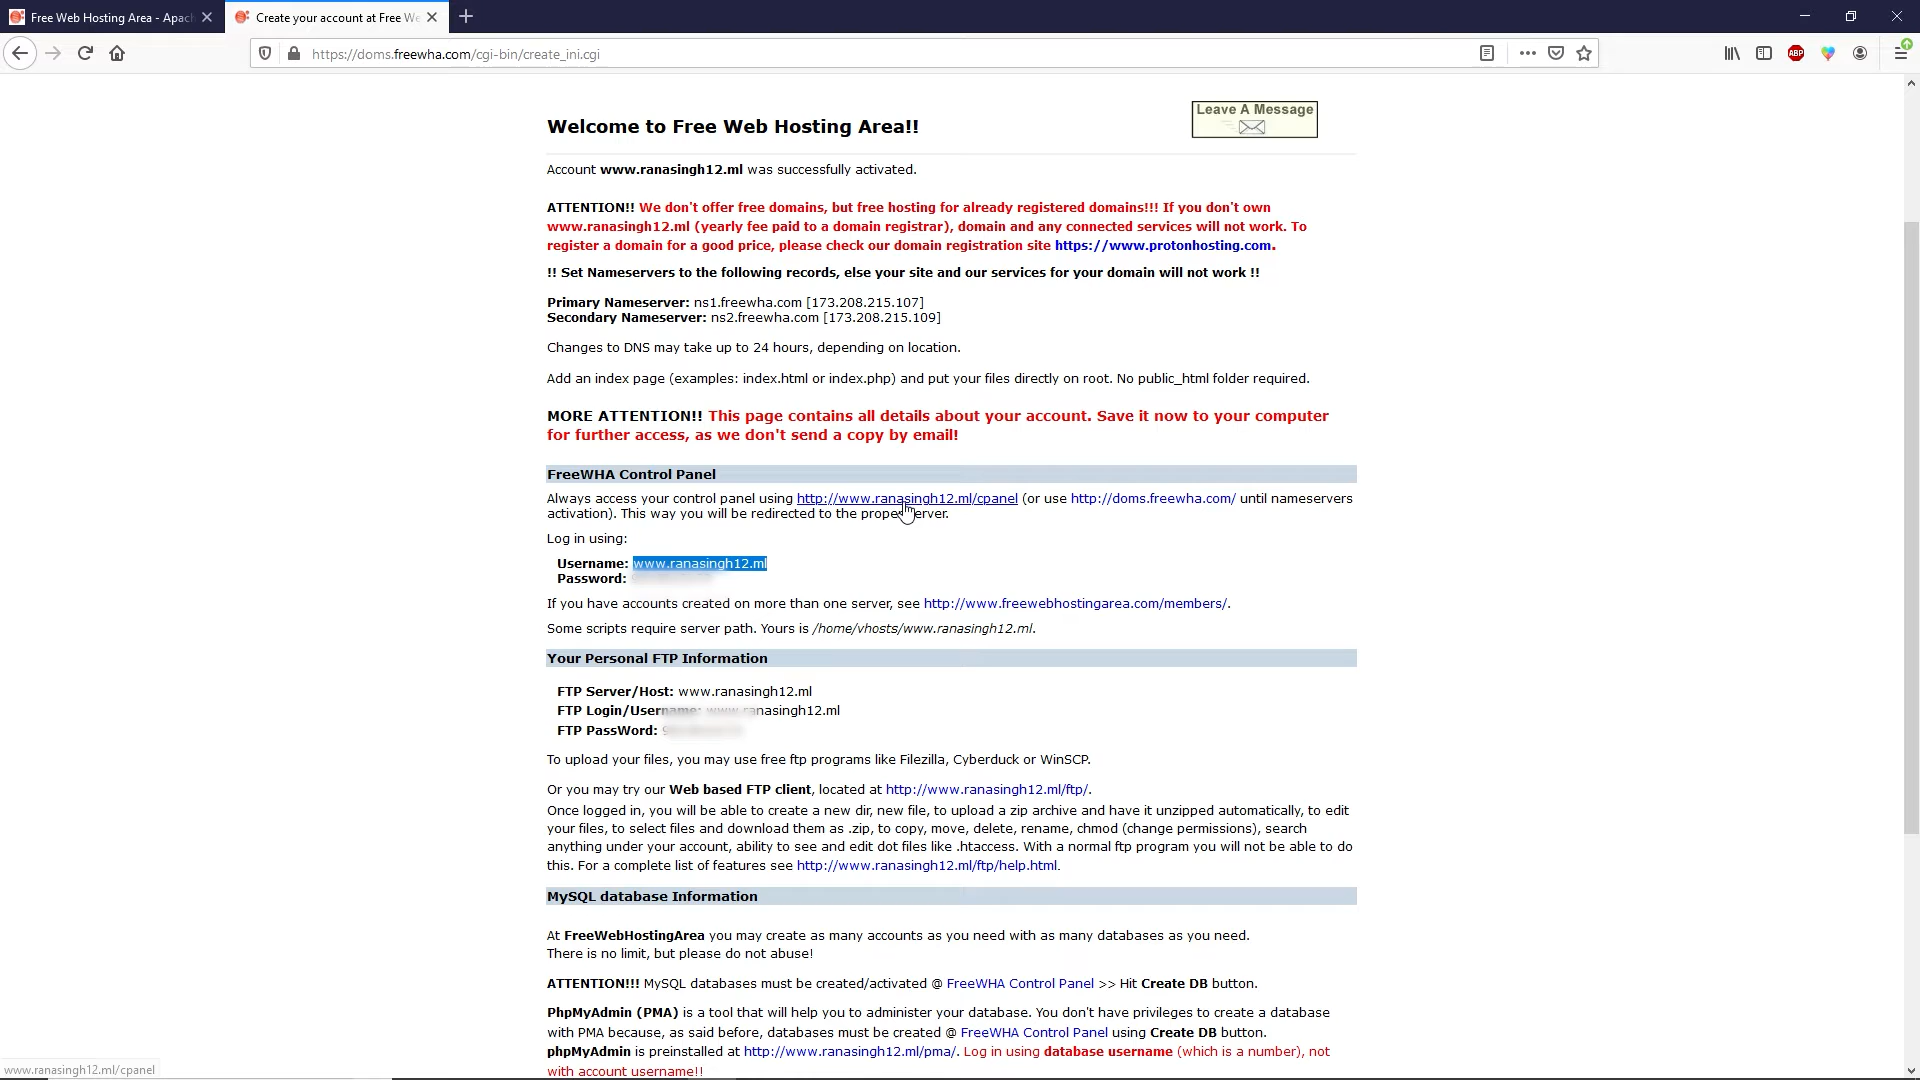 Free Web Hosting Area - Apac
Create your account at Free We
https://doms.freewha.com/cgi-bin/create_ini.cgi
ABP
Leave A Message
Welcome to Free Web Hosting Area!!
Account www.ranasingh12.ml was successfully activated.
ATTENTION!! We don't offer free domains, but free hosting for already registered domains!!! If you don't own
www.ranasingh12.ml (yearly fee paid to a domain registrar), domain and any connected services will not work. To
register a domain for a good price, please check our domain registration site https://www.protonhosting.com.
!! Set Nameservers to the following records, else your site and our services for your domain will not work !!
Primary Nameserver: ns1.freewha.com [173.208.215.107]
Secondary Nameserver: ns2.freewha.com [173.208.215.109]
Changes to DNS may take up to 24 hours, depending on location.
Add an index page (examples: index.html or index.php) and put your files directly on root. No public_html folder required.
MORE ATTENTION!! This page contains all details about your account. Save it now to your computer
for further access, as we don't send a copy by email!
FreeWHA Control Panel
Always access your control panel using http://www.ranasingh12.ml/cpanel (or use http://doms.freewha.com/ until nameservers
activation). This way you will be redirected to the proper server.
Log in using:
Username: www.ranasingh12.ml
Password:
If you have accounts created on more than one server, see http://www.freewebhostingarea.com/members/.
Some scripts require server path. Yours is /home/vhosts/www.ranasingh12.ml.
Your Personal FTP Information
FTP Server/Host: www.ranasingh12.ml
FTP Login/Username: www.ranasingh12.ml
FTP PassWord:
To upload your files, you may use free ftp programs like Filezilla, Cyberduck or WinSCP.
Or you may try our Web based FTP client, located at http://www.ranasingh12.ml/ftp/.
Once logged in, you will be able to create a new dir, new file, to upload a zip archive and have it unzipped automatically, to edit
your files, to select files and download them as .zip, to copy, move, delete, rename, chmod (change permissions), search
anything under your account, ability to see and edit dot files like .htaccess. With a normal ftp program you will not be able to do
this. For a complete list of features see http://www.ranasingh12.ml/ftp/help.html.
MySQL database Information
At FreeWebHostingArea you may create as many accounts as you need with as many databases as you need.
There is no limit, but please do not abuse!
ATTENTION!!! MySQL databases must be created/activated @ FreeWHA Control Panel >> Hit Create DB button.
PhpMyAdmin (PMA) is a tool that will help you to administer your database. You don't have privileges to create a database
with PMA because, as said before, databases must be created @ FreeWHA Control Panel using Create DB button.
phpMyAdmin is preinstalled at http://www.ranasingh12.ml/pma/. Log in using database username (which is a number), not
with account username!!
www.ranasingh12.ml/cpanel